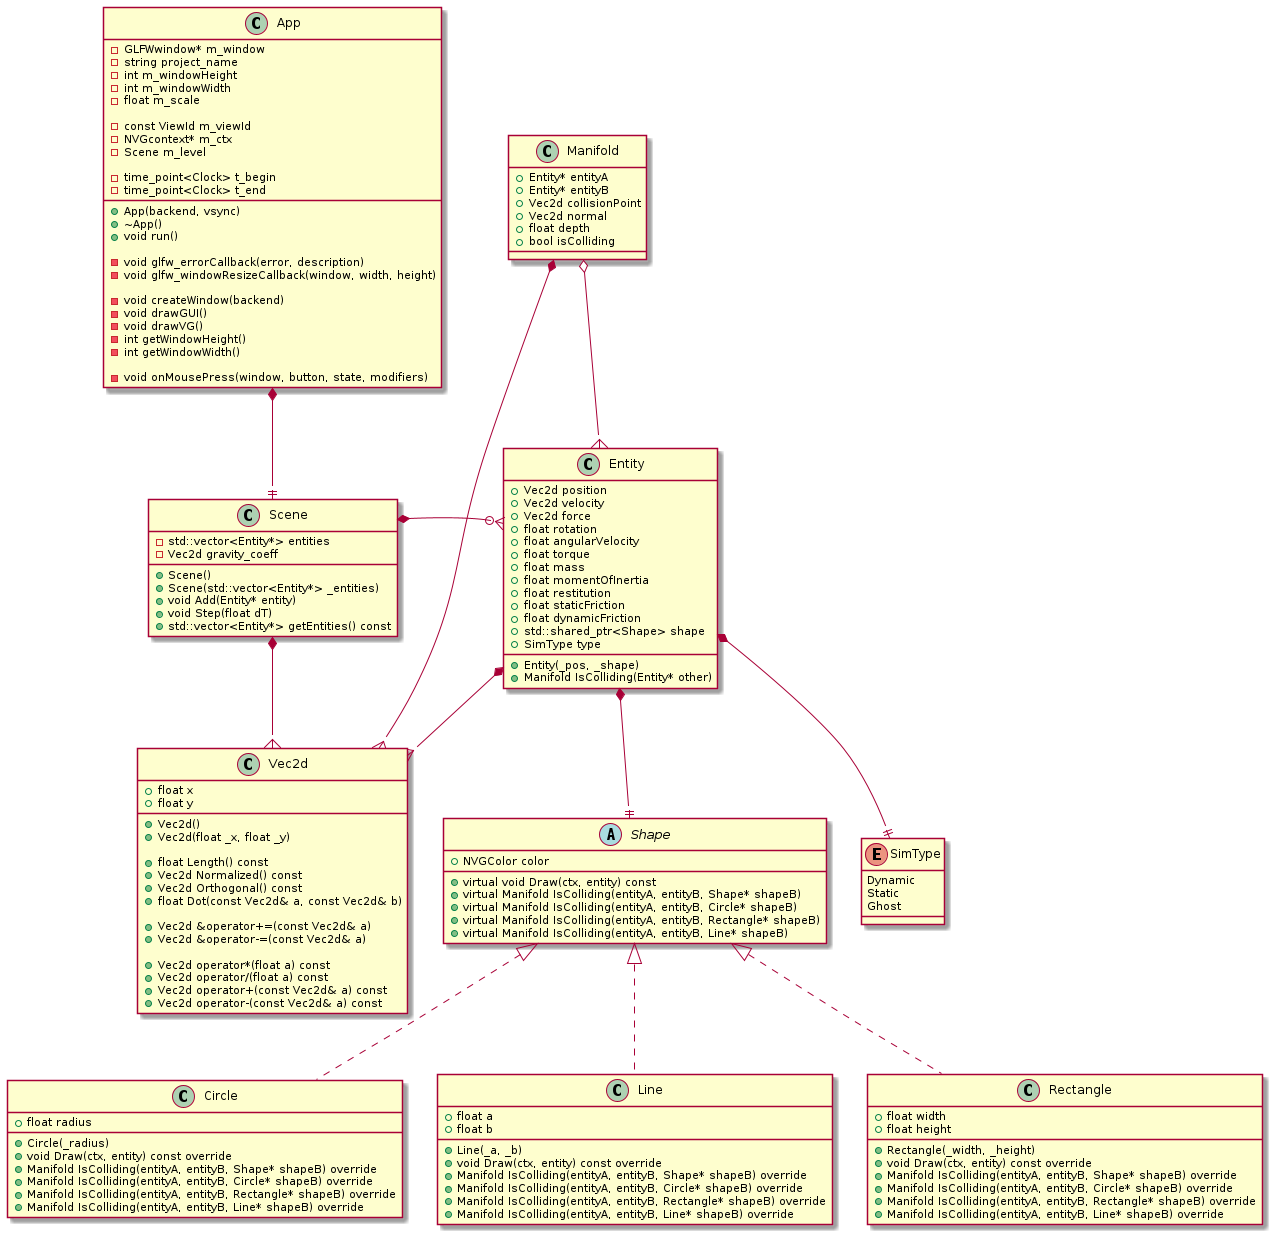 C App
GLFWwindow* m_window
string project_name
int m_windowHeight
int m_windowWidth
float m_scale
const ViewId m_viewId
NVGcontext* m_ctx
Scene m_level
time_point<Clock> t_begin
time_point<Clock> t_end
App(backend, vsync)
~App()
void run()
void glfw_errorCallback(error, description)
void glfw_windowResizeCallback(window, width, height)
void createWindow(backend)
void drawGUI()
void drawVG()
int getWindowHeight()
int getWindowWidth()
void onMousePress(window, button, state, modifiers)
C Manifold
Entity* entityA
Entity* entityB
Vec2d collisionPoint
Vec2d normal
float depth
bool isColliding
C Scene
std::vector<Entity*> entities
Vec2d gravity_coeff
Scene()
Scene(std::vector<Entity*> _entities)
void Add(Entity* entity)
void Step(float dT)
std::vector<Entity*> getEntities() const
C Entity
Vec2d position
Vec2d velocity
Vec2d force
float rotation
float angularVelocity
float torque
float mass
float momentOfInertia
float restitution
float staticFriction
float dynamicFriction
std::shared_ptr<Shape> shape
SimType type
Entity(_pos, _shape)
Manifold IsColliding(Entity* other)
C Vec2d
float x
float y
Vec2d()
Vec2d(float _x, float _y)
float Length() const
Vec2d Normalized() const
Vec2d Orthogonal() const
float Dot(const Vec2d& a, const Vec2d& b)
Vec2d &operator+=(const Vec2d& a)
Vec2d &operator-=(const Vec2d& a)
Vec2d operator*(float a) const
Vec2d operator/(float a) const
Vec2d operator+(const Vec2d& a) const
Vec2d operator-(const Vec2d& a) const
A Shape
NVGColor color
virtual void Draw(ctx, entity) const
virtual Manifold IsColliding(entityA, entityB, Shape* shapeB)
virtual Manifold IsColliding(entityA, entityB, Circle* shapeB)
virtual Manifold IsColliding(entityA, entityB, Rectangle* shapeB)
virtual Manifold IsColliding(entityA, entityB, Line* shapeB)
E SimType
Dynamic
Static
Ghost
C Circle
float radius
Circle(_radius)
void Draw(ctx, entity) const override
Manifold IsColliding(entityA, entityB, Shape* shapeB) override
Manifold IsColliding(entityA, entityB, Circle* shapeB) override
Manifold IsColliding(entityA, entityB, Rectangle* shapeB) override
Manifold IsColliding(entityA, entityB, Line* shapeB) override
C Line
float a
float b
Line(_a, _b)
void Draw(ctx, entity) const override
Manifold IsColliding(entityA, entityB, Shape* shapeB) override
Manifold IsColliding(entityA, entityB, Circle* shapeB) override
Manifold IsColliding(entityA, entityB, Rectangle* shapeB) override
Manifold IsColliding(entityA, entityB, Line* shapeB) override
C Rectangle
float width
float height
Rectangle(_width, _height)
void Draw(ctx, entity) const override
Manifold IsColliding(entityA, entityB, Shape* shapeB) override
Manifold IsColliding(entityA, entityB, Circle* shapeB) override
Manifold IsColliding(entityA, entityB, Rectangle* shapeB) override
Manifold IsColliding(entityA, entityB, Line* shapeB) override